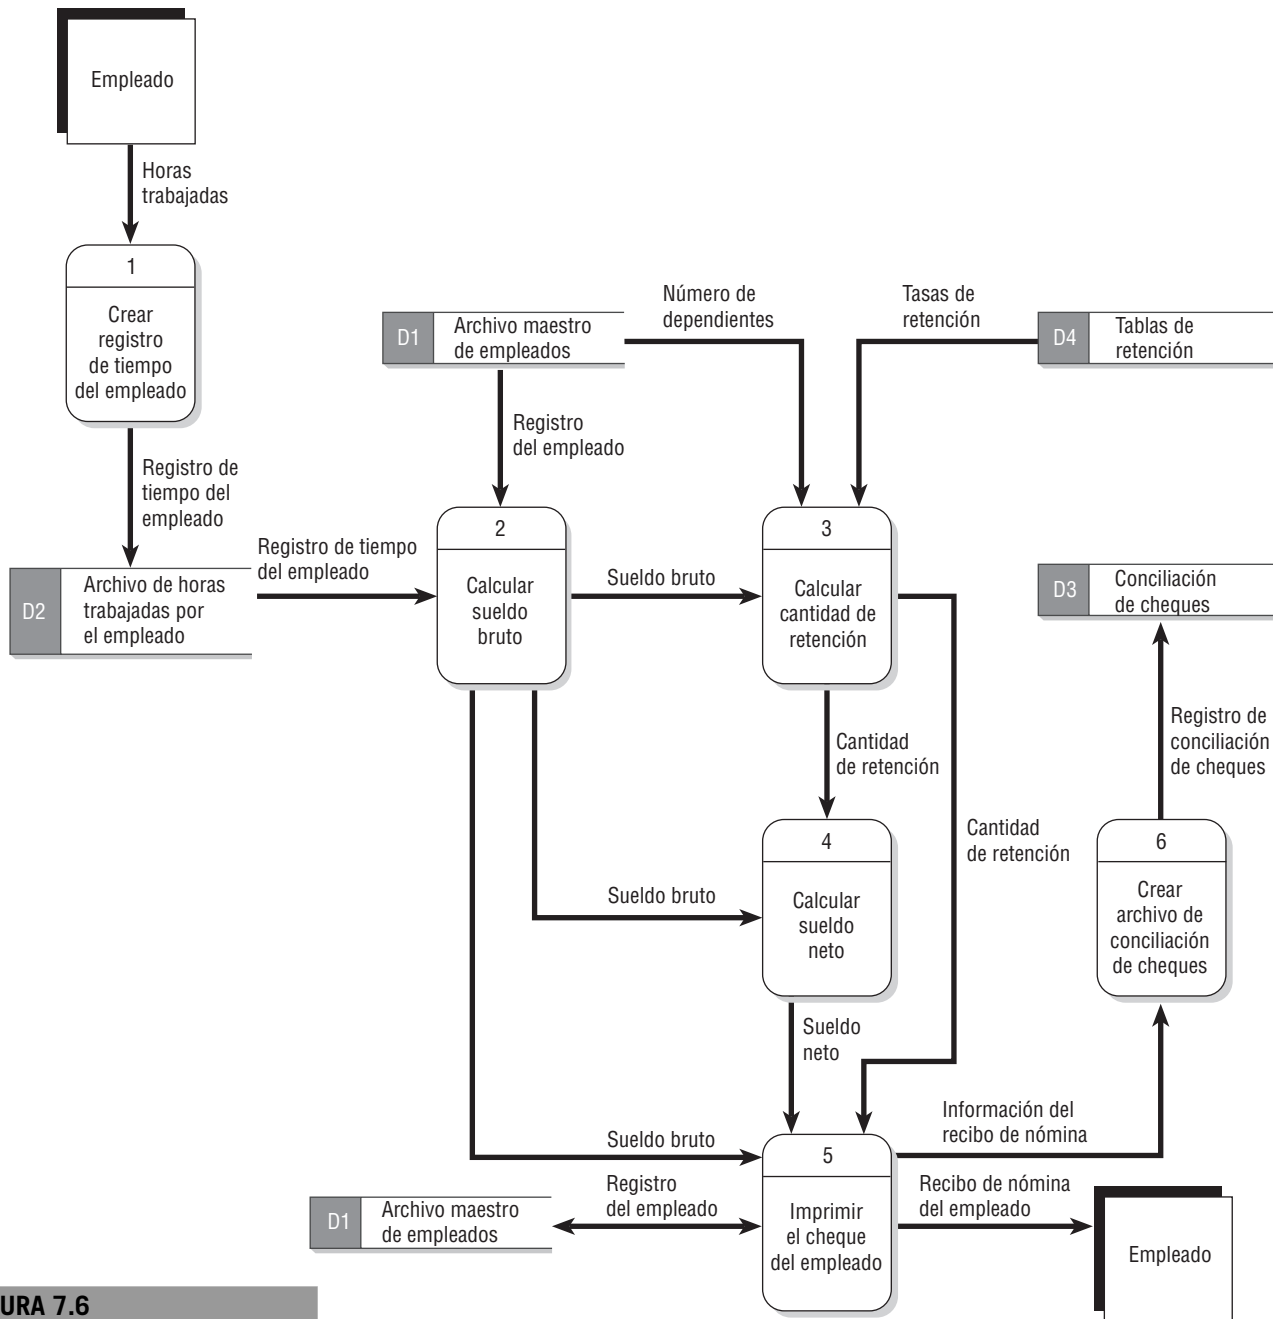 Empleado
Horas
trabajadas
1
Crear
registro
de tiempo
del empleado
Registro de
tiempo del
empleado
D2
Archivo de horas
trabajadas por
el empleado
Registro de tiempo
del empleado
D1
Archivo maestro
de empleados
Registro
del empleado
Número de
dependientes
Tasas de
retención
D4
Tablas de
retención
2
Calcular
sueldo
bruto
Sueldo bruto
3
Calcular
cantidad de
retención
D3
Conciliación
de cheques
Cantidad
de retención
Registro de
conciliación
de cheques
Sueldo bruto
4
Calcular
sueldo
neto
Cantidad
de retención
6
Crear
archivo de
conciliación
de cheques
Sueldo
neto
Sueldo bruto
5
Imprimir
el cheque
del empleado
Información del
recibo de nómina
D1
Archivo maestro
de empleados
Registro
del empleado
Recibo de nómina
del empleado
Empleado
URA 7.6